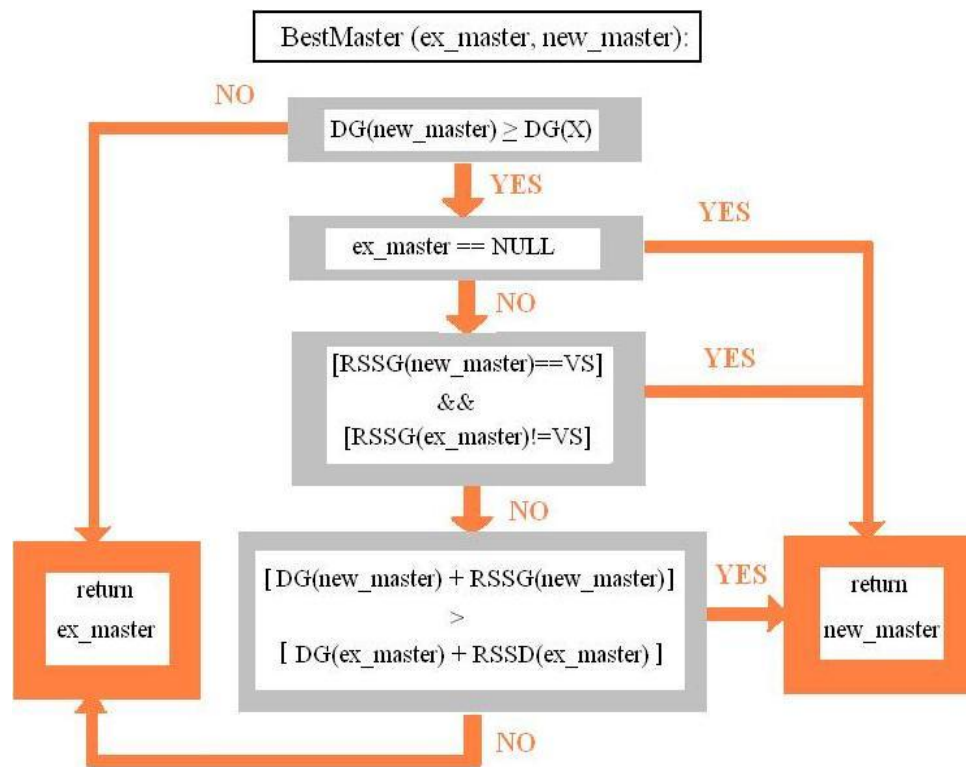 BestMaster (ex_master, new_master):
NO
DG(new_master) ≥ DG(X)
YES
YES
ex_master == NULL
NO
[RSSG(new_master)==VS]
&&
[RSSG(ex_master)!=VS]
YES
NO
[DG(new_master) + RSSG(new_master)]
>
[ DG(ex_master) + RSSD(ex_master) ]
YES
return
ex_master
return
new_master
NO